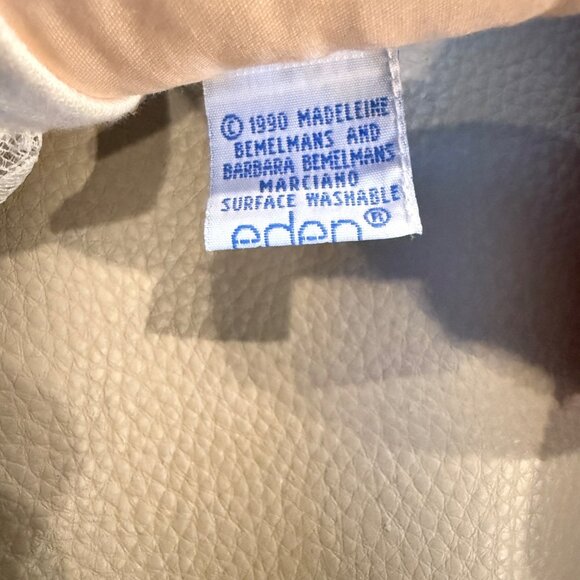 © 1990 MADELEINE
BEMELMANS AND
BARBARA BEMELMANS
MARCIANO
SURFACE WASHABLE
eden®